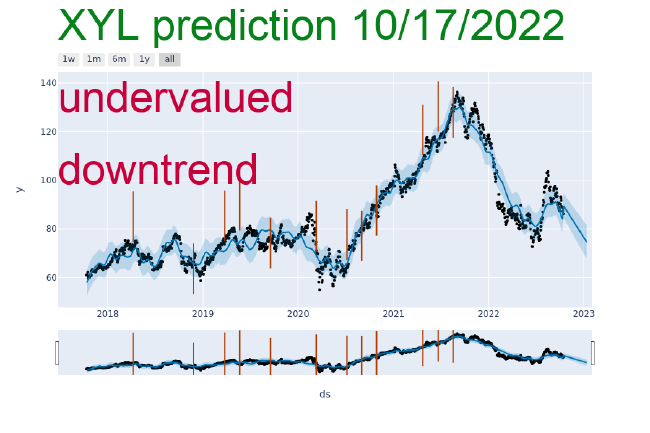 XYL prediction 10/17/2022
1w 1m 6m 1y all
undervalued
downtrend
140
120
100
80
60
y
2018 2019 2020 2021 2022 2023
ds